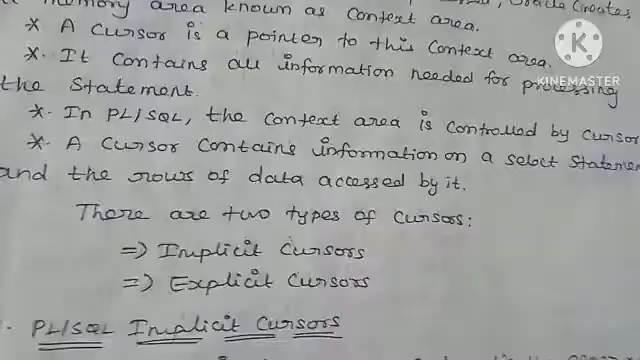 memory area known as context area.
* A cursor is a pointer to this context area.
* It contains all information needed for processing
the Statement.
* In PL/SQL, the context area is controlled by cursor
* A cursor contains information on a select Statemen
and the rows of data accessed by it.
There are two types of cursors:
=) Implicit cursors
=) Explicit cursors
PL/SQL Implicit Cursors
KINEMASTER